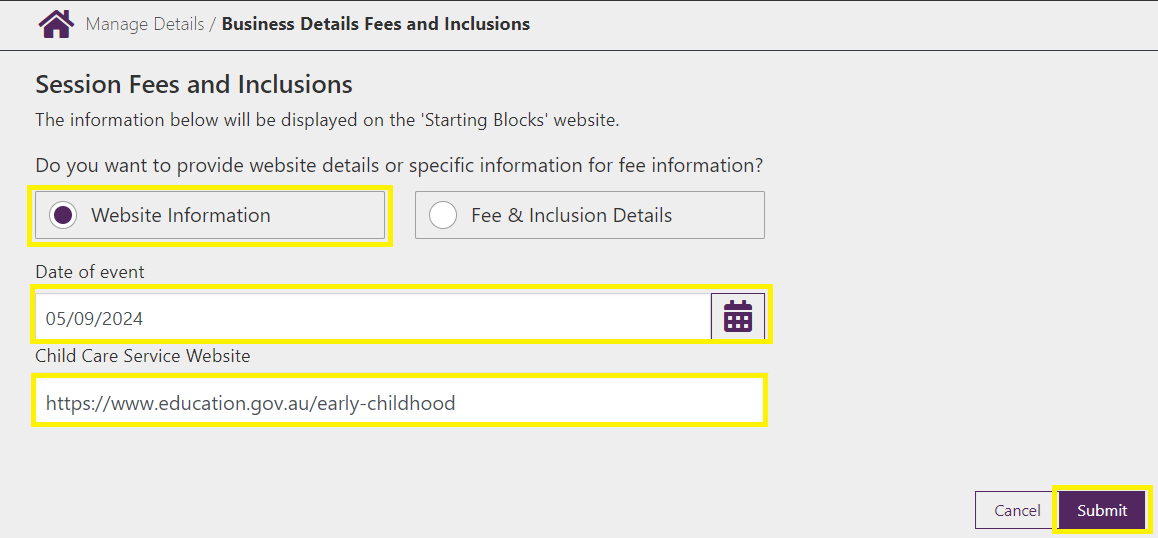 Manage Details / Business Details Fees and Inclusions
Session Fees and Inclusions
The information below will be displayed on the 'Starting Blocks' website.
Do you want to provide website details or specific information for fee information?
Website Information Fee & Inclusion Details
Date of event
05/09/2024
Child Care Service Website
https://www.education.gov.au/early-childhood
Cancel Submit